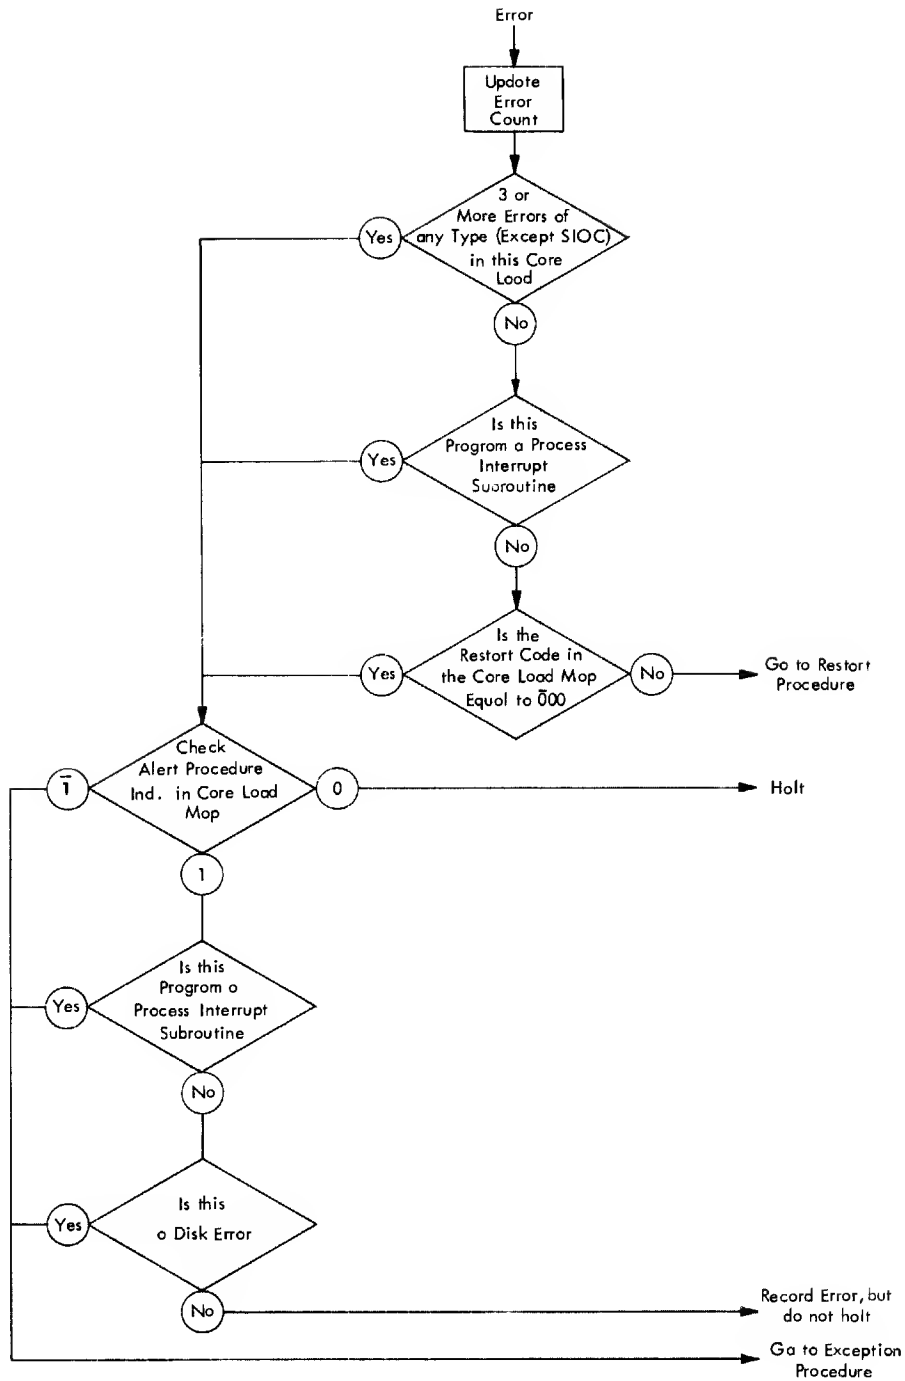 Error
Update
Error
Count
3 or
More Errors of
any Type (Except SIOC)
in this Core
Load
Yes
No
Is this
Program a Process
Interrupt
Subroutine
Yes
No
Is the
Restart Code in
the Core Load Map
Equal to 0̅00
Yes
No
Go to Restart
Procedure
Check
Alert Procedure
Ind. in Core Load
Map
1̅
0
Halt
1
Is this
Program a
Process Interrupt
Subroutine
Yes
No
Is this
a Disk Error
Yes
No
Record Error, but
do not halt
Go to Exception
Procedure